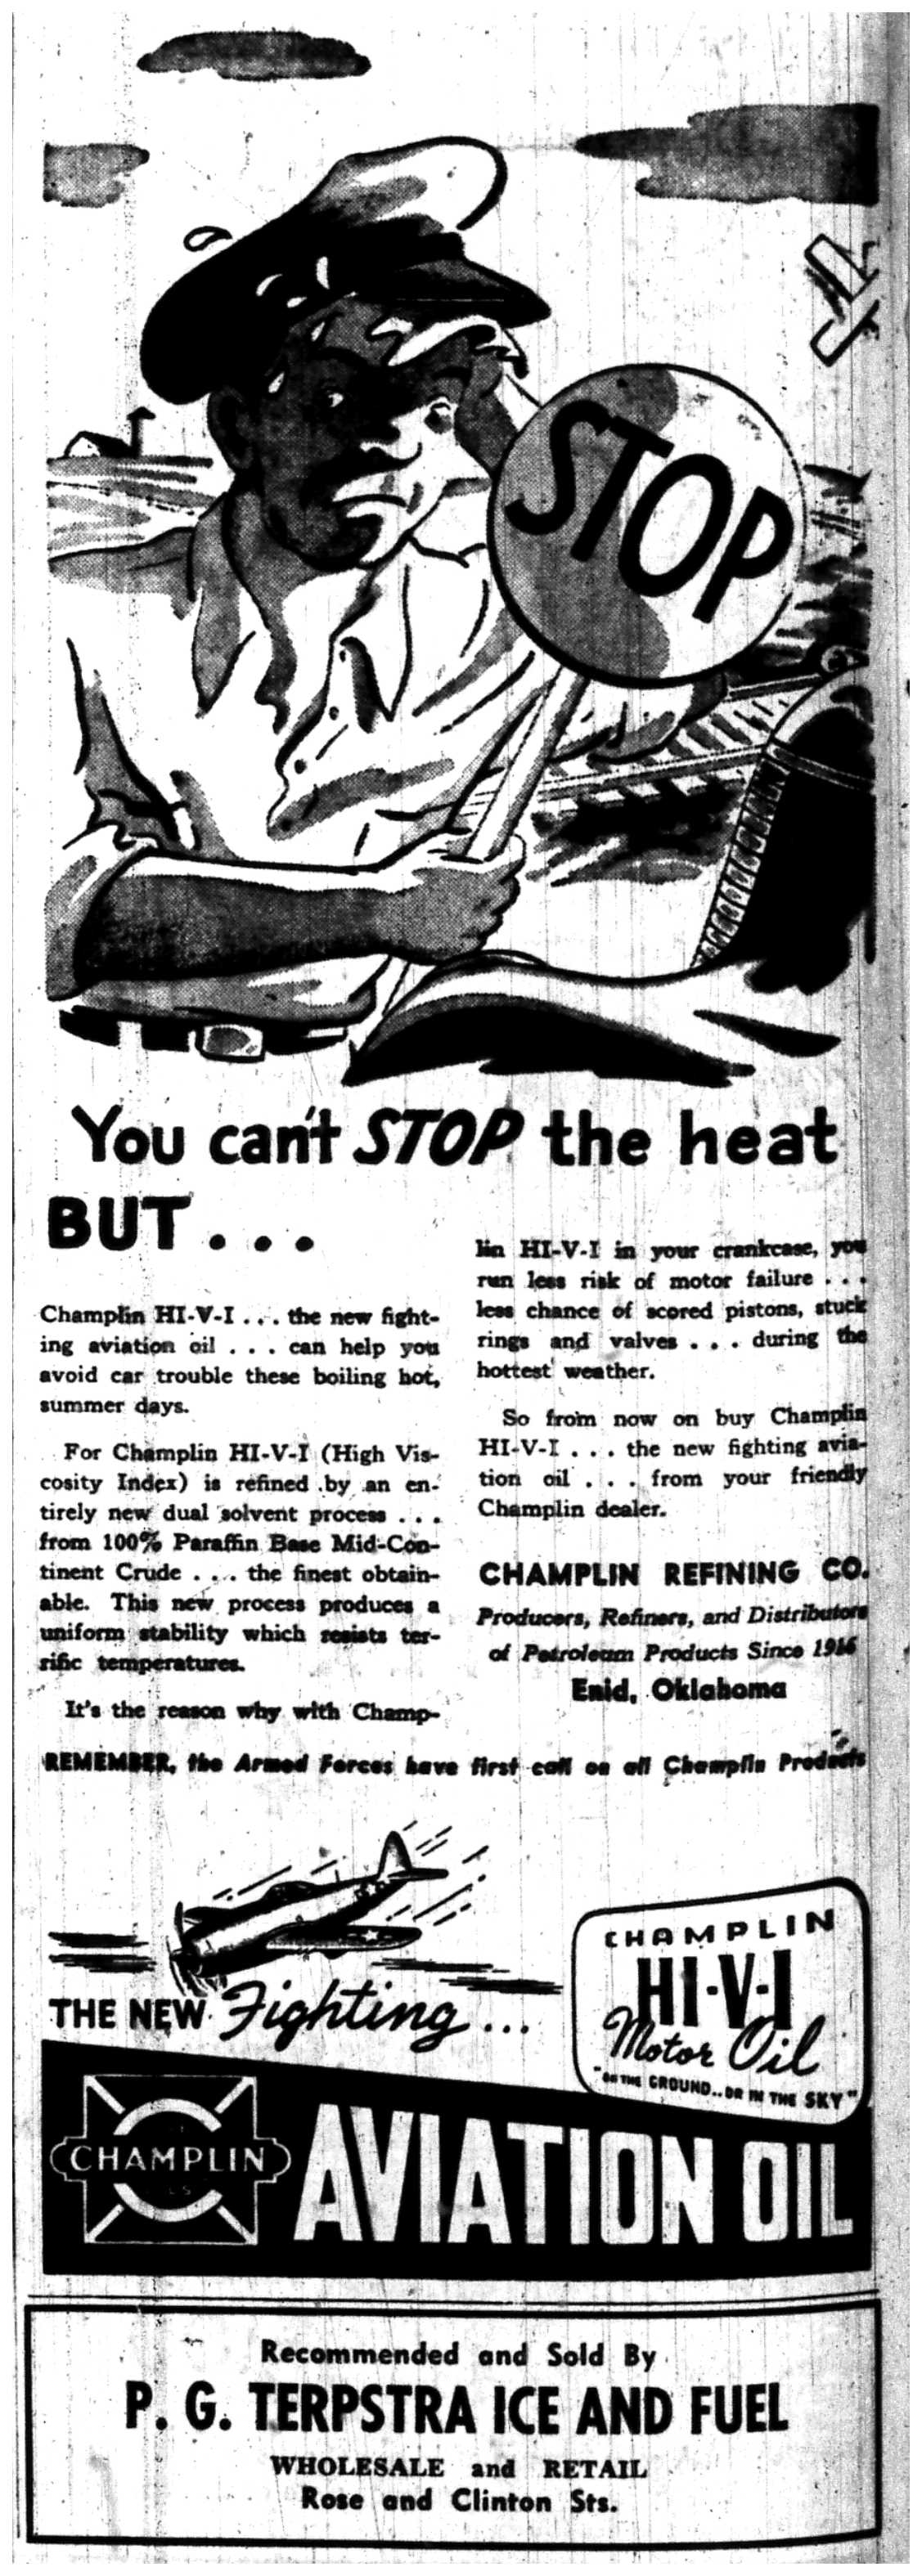 STOP
You can't STOP the heat
BUT . . .
Champlin HI-V-I . . . the new fight-
ing aviation oil . . . can help you
avoid car trouble these boiling hot,
summer days.
For Champlin HI-V-I (High Vis-
cosity Index) is refined by an en-
tirely new dual solvent process . . .
from 100% Paraffin Base Mid-Con-
tinent Crude . . . the finest obtain-
able. This new process produces a
uniform stability which resists ter-
rific temperatures.
It's the reason why with Champ-
lin HI-V-I in your crankcase, you
run less risk of motor failure . . .
less chance of scored pistons, stuck
rings and valves . . . during the
hottest weather.
So from now on buy Champlin
HI-V-I . . . the new fighting avia-
tion oil . . . from your friendly
Champlin dealer.
CHAMPLIN REFINING CO.
Producers, Refiners, and Distributors
of Petroleum Products Since 1916
Enid, Oklahoma
REMEMBER, the Armed Forces have first call on all Champlin Products
THE NEW Fighting ...
CHAMPLIN
HI-V-I
Motor Oil
"ON THE GROUND..OR IN THE SKY"
CHAMPLIN
AVIATION OIL
Recommended and Sold By
P. G. TERPSTRA ICE AND FUEL
WHOLESALE and RETAIL
Rose and Clinton Sts.